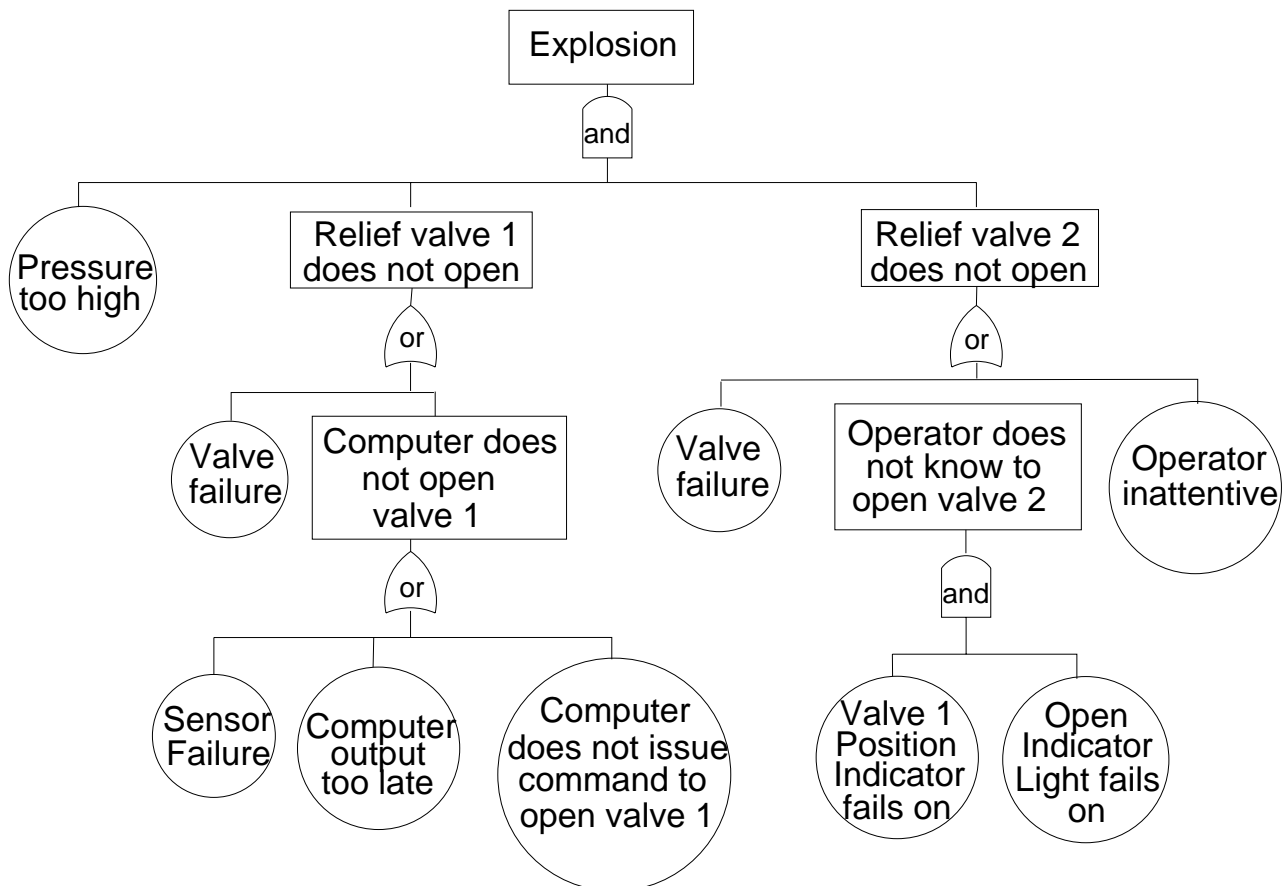 Explosion
and
Pressure
too high
Relief valve 1
does not open
Relief valve 2
does not open
or
or
Valve
failure
Computer does
not open
valve 1
Valve
failure
Operator does
not know to
open valve 2
Operator
inattentive
or
and
Sensor
Failure
Computer
output
too late
Computer
does not issue
command to
open valve 1
Valve 1
Position
Indicator
fails on
Open
Indicator
Light fails
on